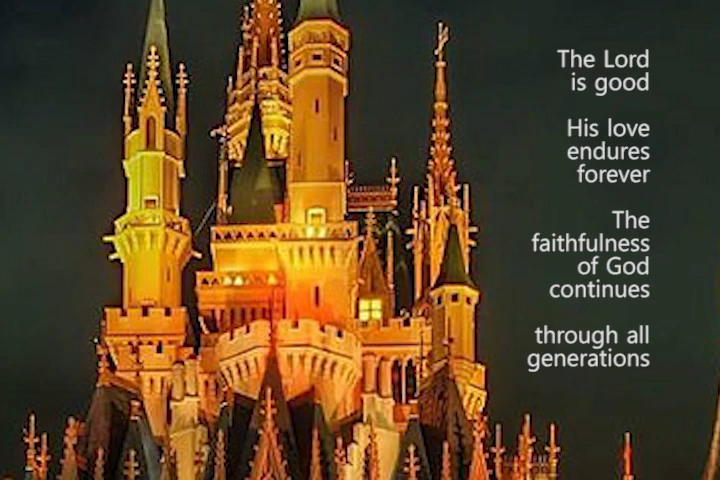 The Lord
is good
His love
endures
forever
The
faithfulness
of God
continues
through all
generations